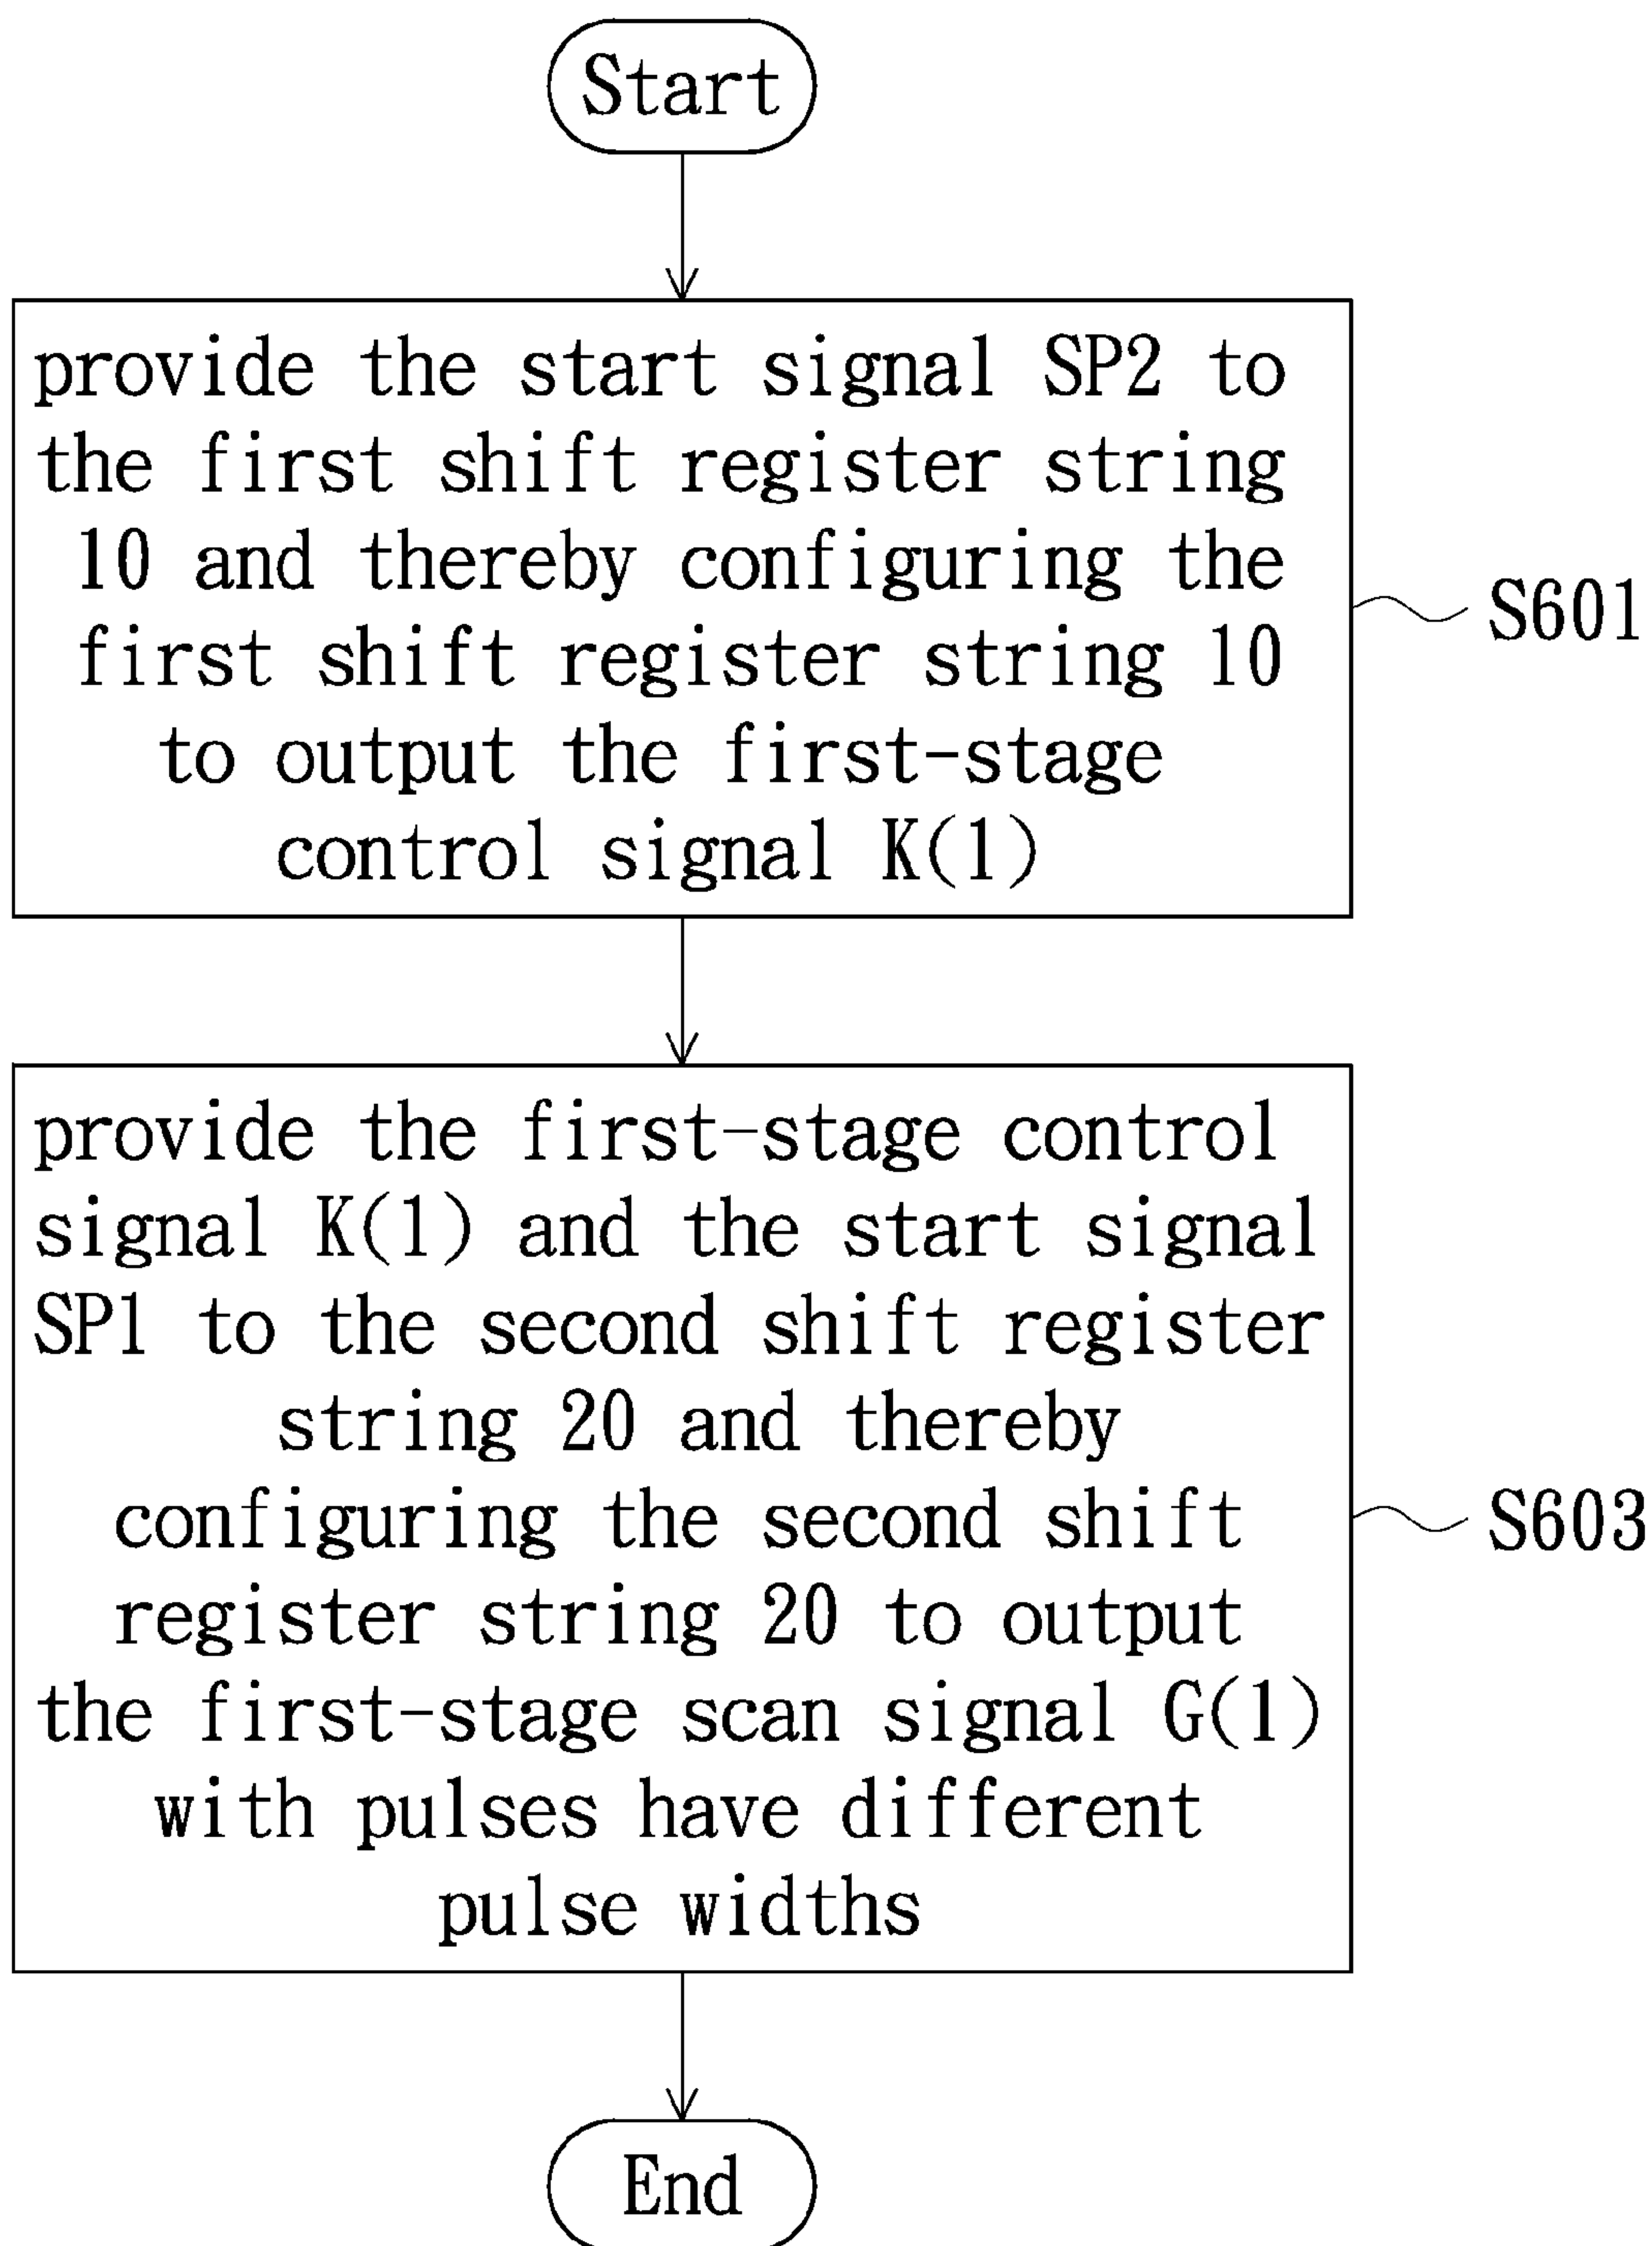 Start
provide the start signal SP2 to
the first shift register string
10 and thereby configuring the
first shift register string 10
to output the first-stage
control signal K(1)
S601
provide the first-stage control
signal K(1) and the start signal
SP1 to the second shift register
string 20 and thereby
configuring the second shift
register string 20 to output
the first-stage scan signal G(1)
with pulses have different
pulse widths
S603
End